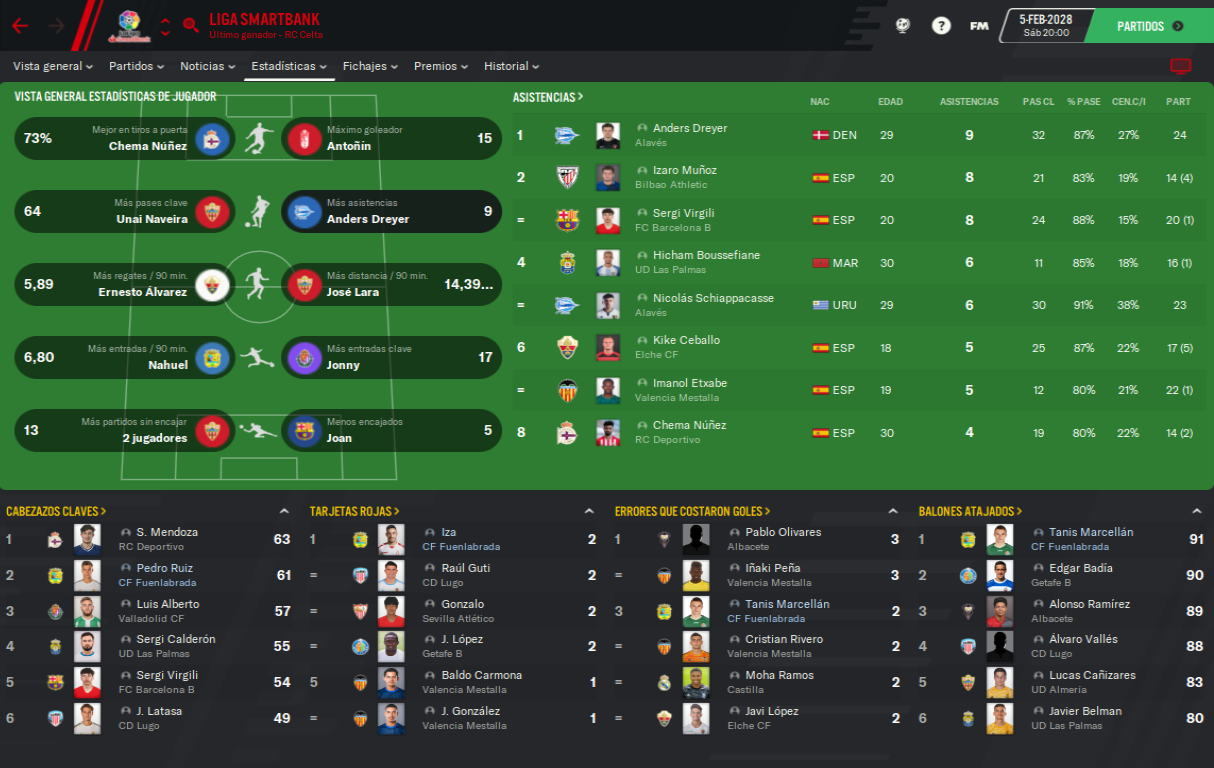 LIGA SMARTBANK
Último ganador - RC Celta
FM
5-FEB-2028
Sáb 20:00
PARTIDOS
Vista general
Partidos
Noticias
Estadísticas
Fichajes
Premios
Historial
VISTA GENERAL ESTADÍSTICAS DE JUGADOR
73%
Mejor en tiros a puerta
Chema Núñez
Máximo goleador
Antoñín
15
64
Más pases clave
Unai Naveira
Más asistencias
Anders Dreyer
9
5,89
Más regates / 90 min.
Ernesto Álvarez
Más distancia / 90 min.
José Lara
14,39...
6,80
Más entradas / 90 min.
Nahuel
Más entradas clave
Jonny
17
13
Más partidos sin encajar
2 jugadores
Menos encajados
Joan
5
ASISTENCIAS NAC EDAD ASISTENCIAS PAS CL % PASE CEN.C/I PART
1 Anders Dreyer DEN 29 9 32 87% 27% 24
Alavés
2 Izaro Muñoz ESP 20 8 21 83% 19% 14 (4)
Bilbao Athletic
= Sergi Virgili ESP 20 8 24 88% 15% 20 (1)
FC Barcelona B
4 Hicham Boussefiane MAR 30 6 11 85% 18% 16 (1)
UD Las Palmas
= Nicolás Schiappacasse URU 29 6 30 91% 38% 23
Alavés
6 Kike Ceballo ESP 18 5 25 87% 22% 17 (5)
Elche CF
= Imanol Etxabe ESP 19 5 12 80% 21% 22 (1)
Valencia Mestalla
8 Chema Núñez ESP 30 4 19 80% 22% 14 (2)
RC Deportivo
CABEZAZOS CLAVES
1 S. Mendoza 63
RC Deportivo
2 Pedro Ruiz 61
CF Fuenlabrada
3 Luis Alberto 57
Valladolid CF
4 Sergi Calderón 55
UD Las Palmas
5 Sergi Virgili 54
FC Barcelona B
6 J. Latasa 49
CD Lugo
TARJETAS ROJAS
1 Iza 2
CF Fuenlabrada
= Raúl Guti 2
CD Lugo
= Gonzalo 2
Sevilla Atlético
= J. López 2
Getafe B
5 Baldo Carmona 1
Valencia Mestalla
= J. González 1
Valencia Mestalla
ERRORES QUE COSTARON GOLES
1 Pablo Olivares 3
Albacete
= Iñaki Peña 3
Valencia Mestalla
3 Tanis Marcellán 2
CF Fuenlabrada
= Cristian Rivero 2
Valencia Mestalla
= Moha Ramos 2
Castilla
= Javi López 2
Elche CF
BALONES ATAJADOS
1 Tanis Marcellán 91
CF Fuenlabrada
2 Edgar Badía 90
Getafe B
3 Alonso Ramírez 89
Albacete
4 Álvaro Vallés 88
CD Lugo
5 Lucas Cañizares 83
UD Almería
6 Javier Belman 80
UD Las Palmas